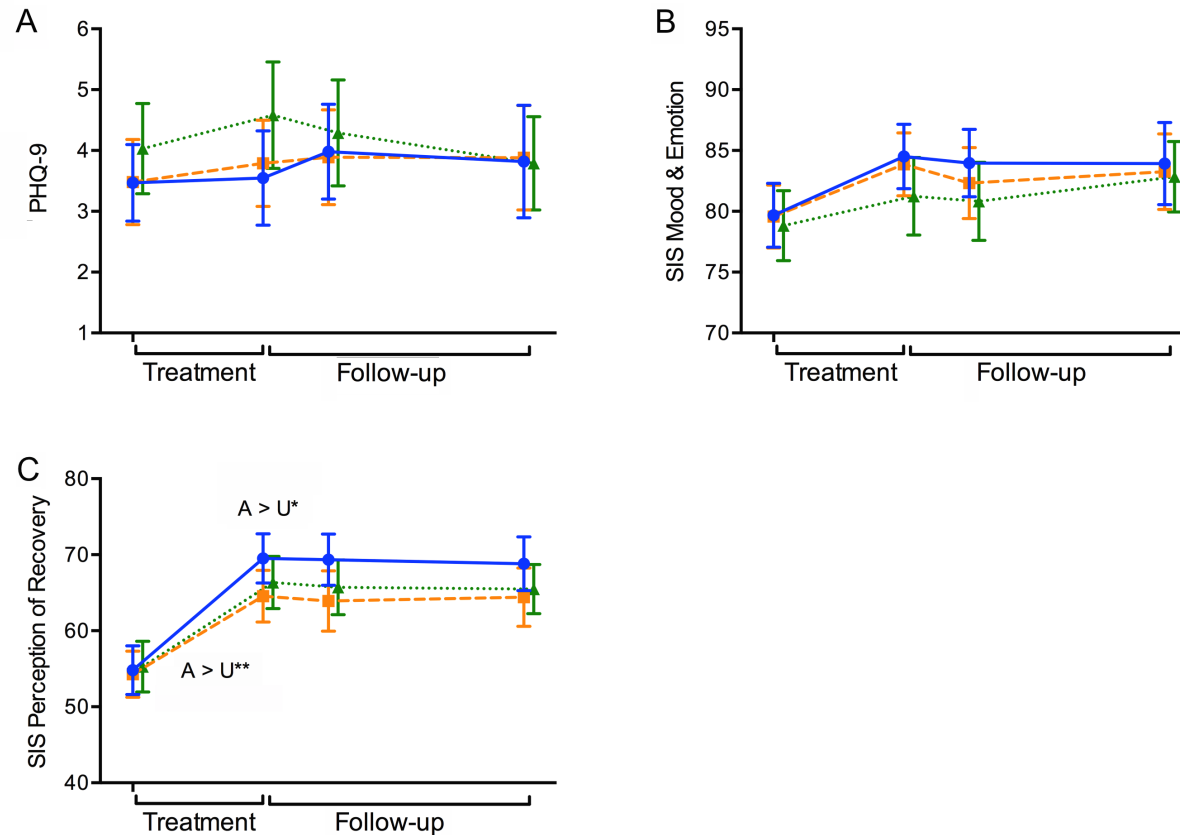 A
PHQ-9
6
5
4
3
2
1
Treatment
Follow-up
B
SIS Mood & Emotion
95
90
85
80
75
70
Treatment
Follow-up
C
SIS Perception of Recovery
80
70
60
50
40
A > U*
A > U**
Treatment
Follow-up